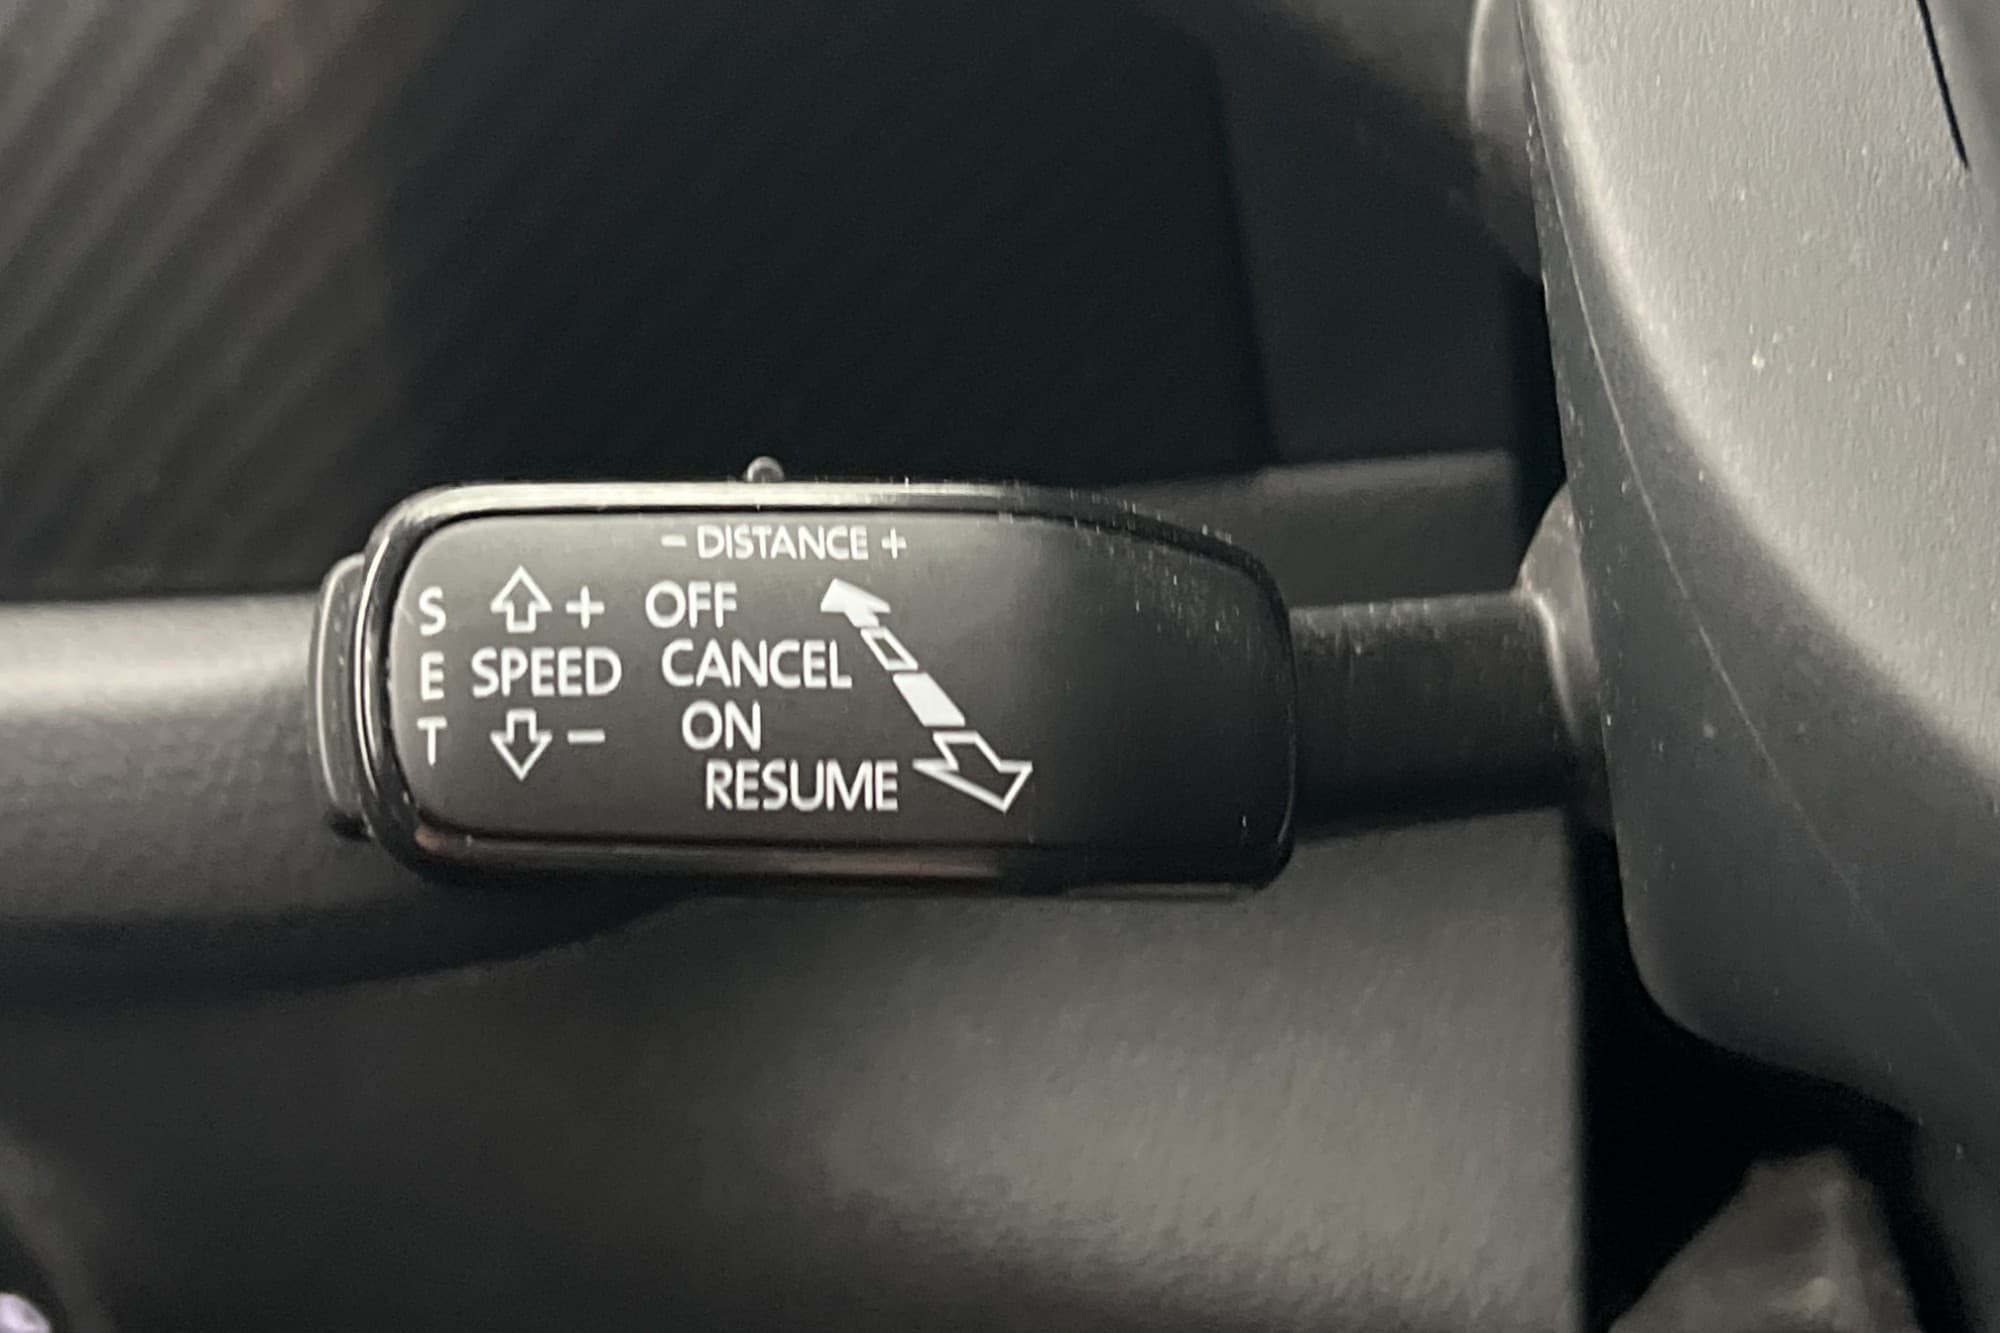 - DISTANCE +
S + OFF
E SPEED CANCEL
T - ON
RESUME